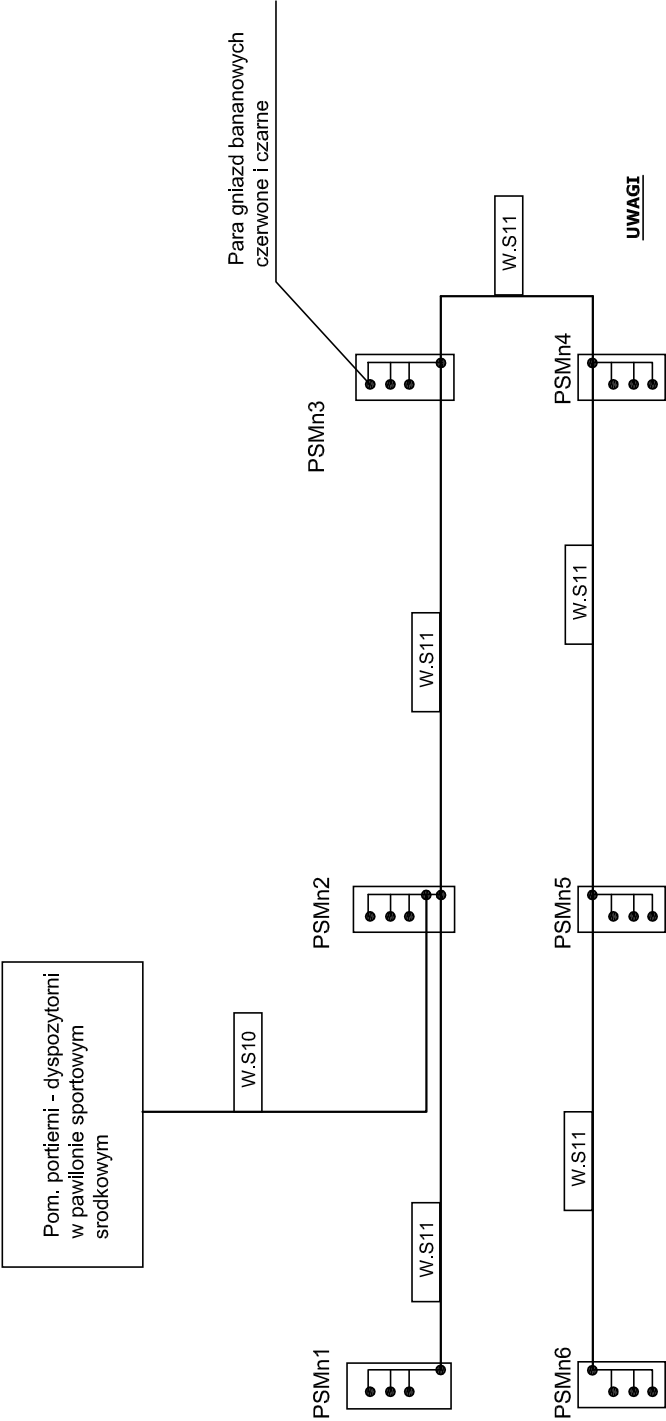 Pom. portierni - dyspozytorni
w pawilonie sportowym
srodkowym
W.S10
Para gniazd bananowych
czerwone i czarne
PSMn1
PSMn2
PSMn3
W.S11
W.S11
W.S11
PSMn6
PSMn5
PSMn4
W.S11
W.S11
UWAGI